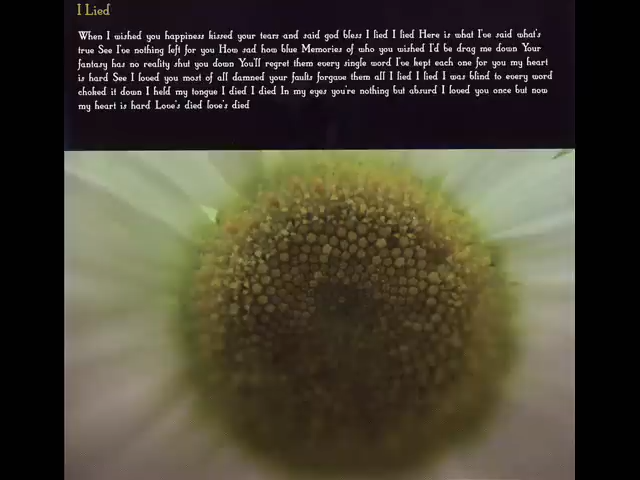 I Lied
When I wished you happiness kissed your tears and said god bless I lied I lied Here is what I've said what's
true See I've nothing left for you How sad how blue Memories of who you wished I'd be drag me down Your
fantasy has no reality shut you down You'll regret them every single word I've kept each one for you my heart
is hard See I loved you most of all damned your faults forgave them all I lied I lied I was blind to every word
choked it down I held my tongue I died I died In my eyes you're nothing but absurd I loved you once but now
my heart is hard Love's died love's died